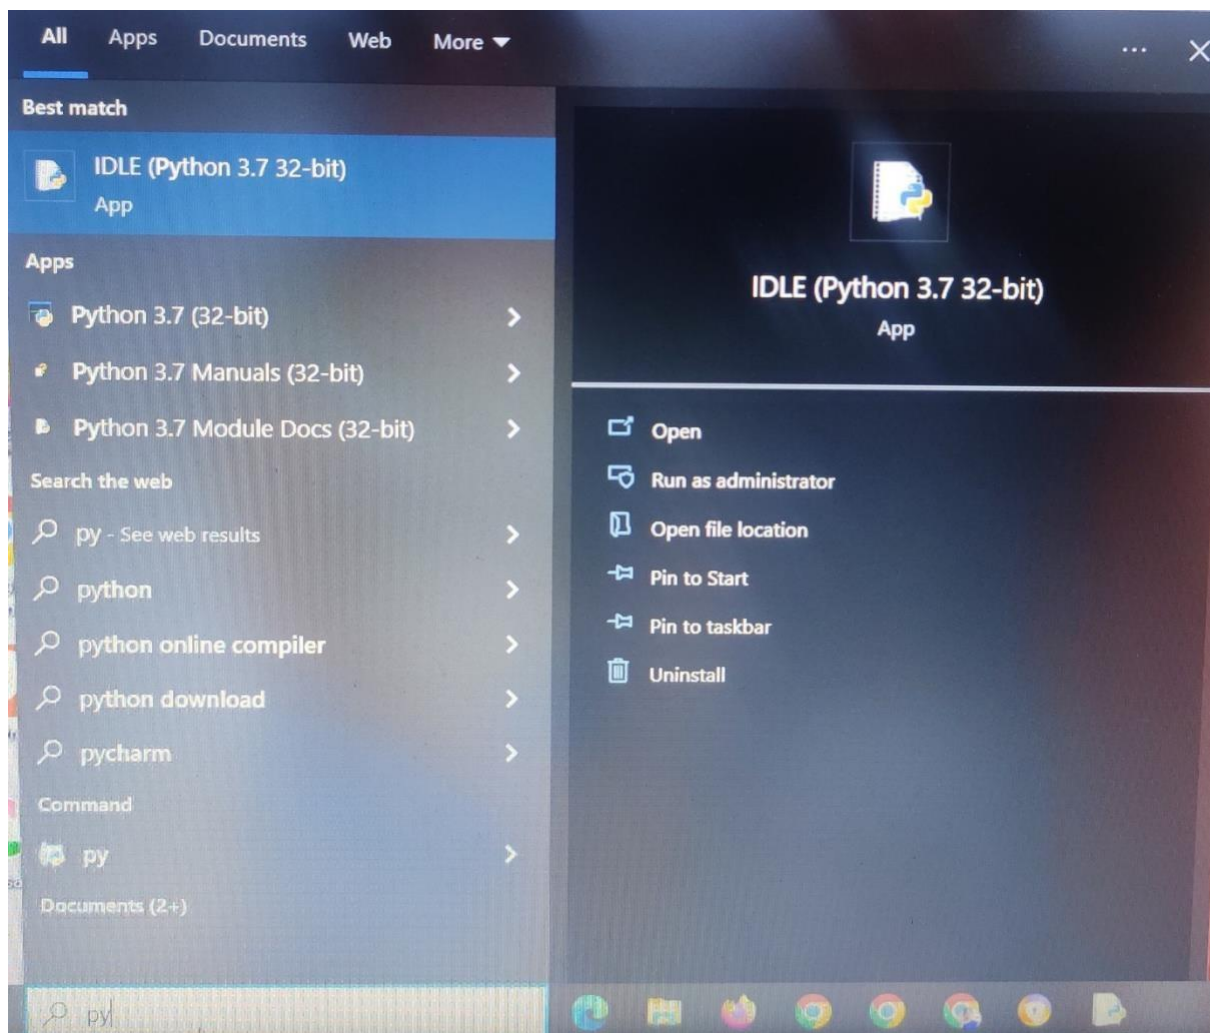 All Apps Documents Web More
Best match
IDLE (Python 3.7 32-bit)
App
Apps
Python 3.7 (32-bit)
Python 3.7 Manuals (32-bit)
Python 3.7 Module Docs (32-bit)
Search the web
py - See web results
python
python online compiler
python download
pycharm
Command
py
Documents (2+)
py
IDLE (Python 3.7 32-bit)
App
Open
Run as administrator
Open file location
Pin to Start
Pin to taskbar
Uninstall